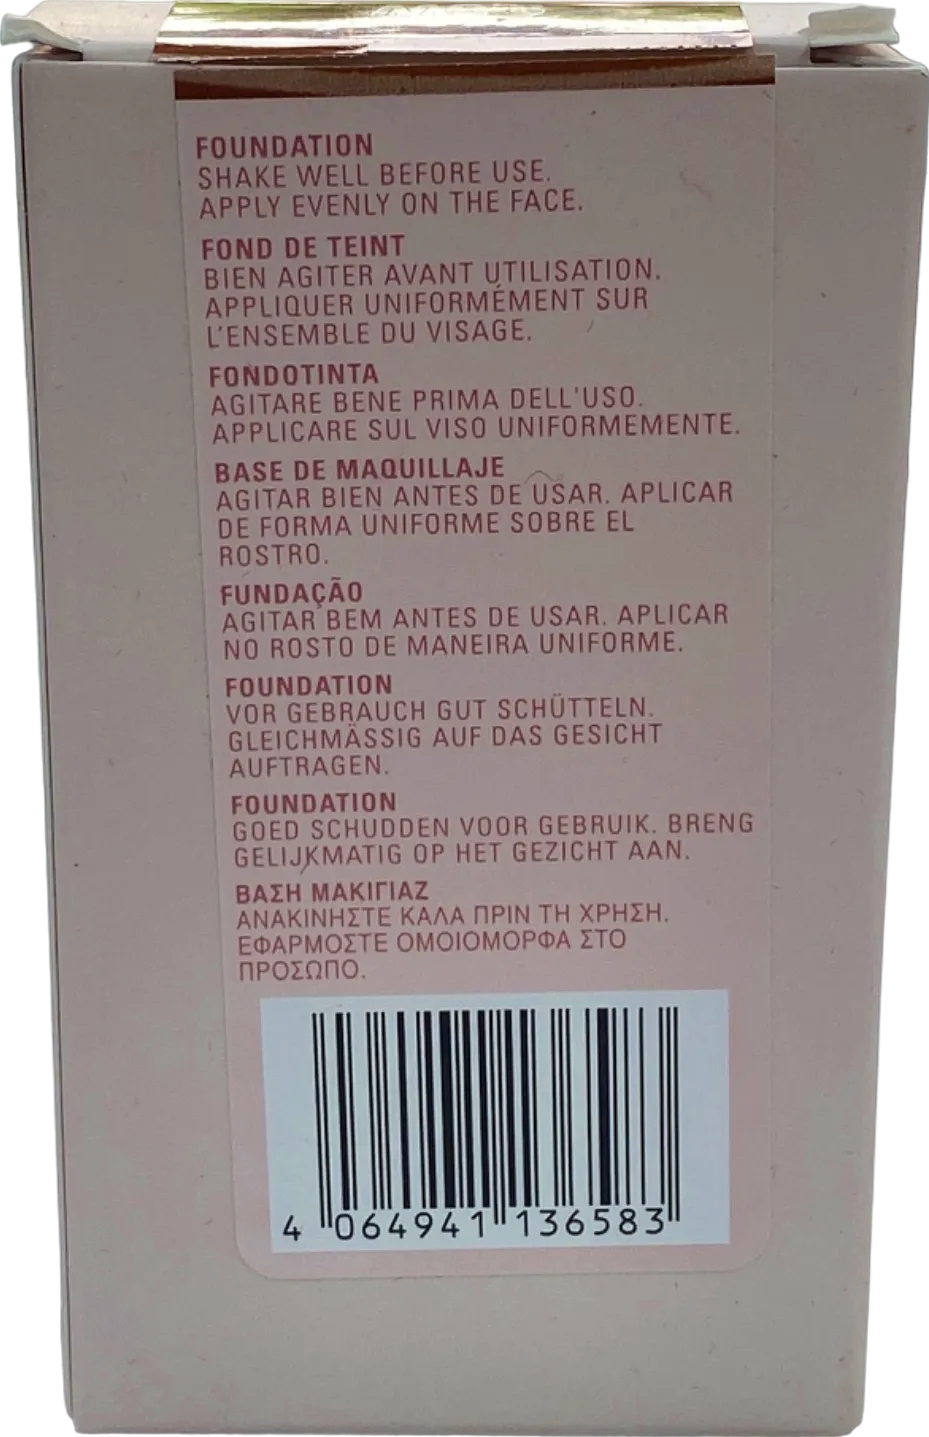 FOUNDATION
SHAKE WELL BEFORE USE.
APPLY EVENLY ON THE FACE.
FOND DE TEINT
BIEN AGITER AVANT UTILISATION.
APPLIQUER UNIFORMÉMENT SUR
L'ENSEMBLE DU VISAGE.
FONDOTINTA
AGITARE BENE PRIMA DELL'USO.
APPLICARE SUL VISO UNIFORMEMENTE.
BASE DE MAQUILLAJE
AGITAR BIEN ANTES DE USAR. APLICAR
DE FORMA UNIFORME SOBRE EL
ROSTRO.
FUNDAÇÃO
AGITAR BEM ANTES DE USAR. APLICAR
NO ROSTO DE MANEIRA UNIFORME.
FOUNDATION
VOR GEBRAUCH GUT SCHÜTTELN.
GLEICHMÄSSIG AUF DAS GESICHT
AUFTRAGEN.
FOUNDATION
GOED SCHUDDEN VOOR GEBRUIK. BRENG
GELIJKMATIG OP HET GEZICHT AAN.
ΒΑΣΗ ΜΑΚΙΓΙΑΖ
ΑΝΑΚΙΝΗΣΤΕ ΚΑΛΑ ΠΡΙΝ ΤΗ ΧΡΗΣΗ.
ΕΦΑΡΜΟΣΤΕ ΟΜΟΙΟΜΟΡΦΑ ΣΤΟ
ΠΡΟΣΩΠΟ.
4 064941 136583